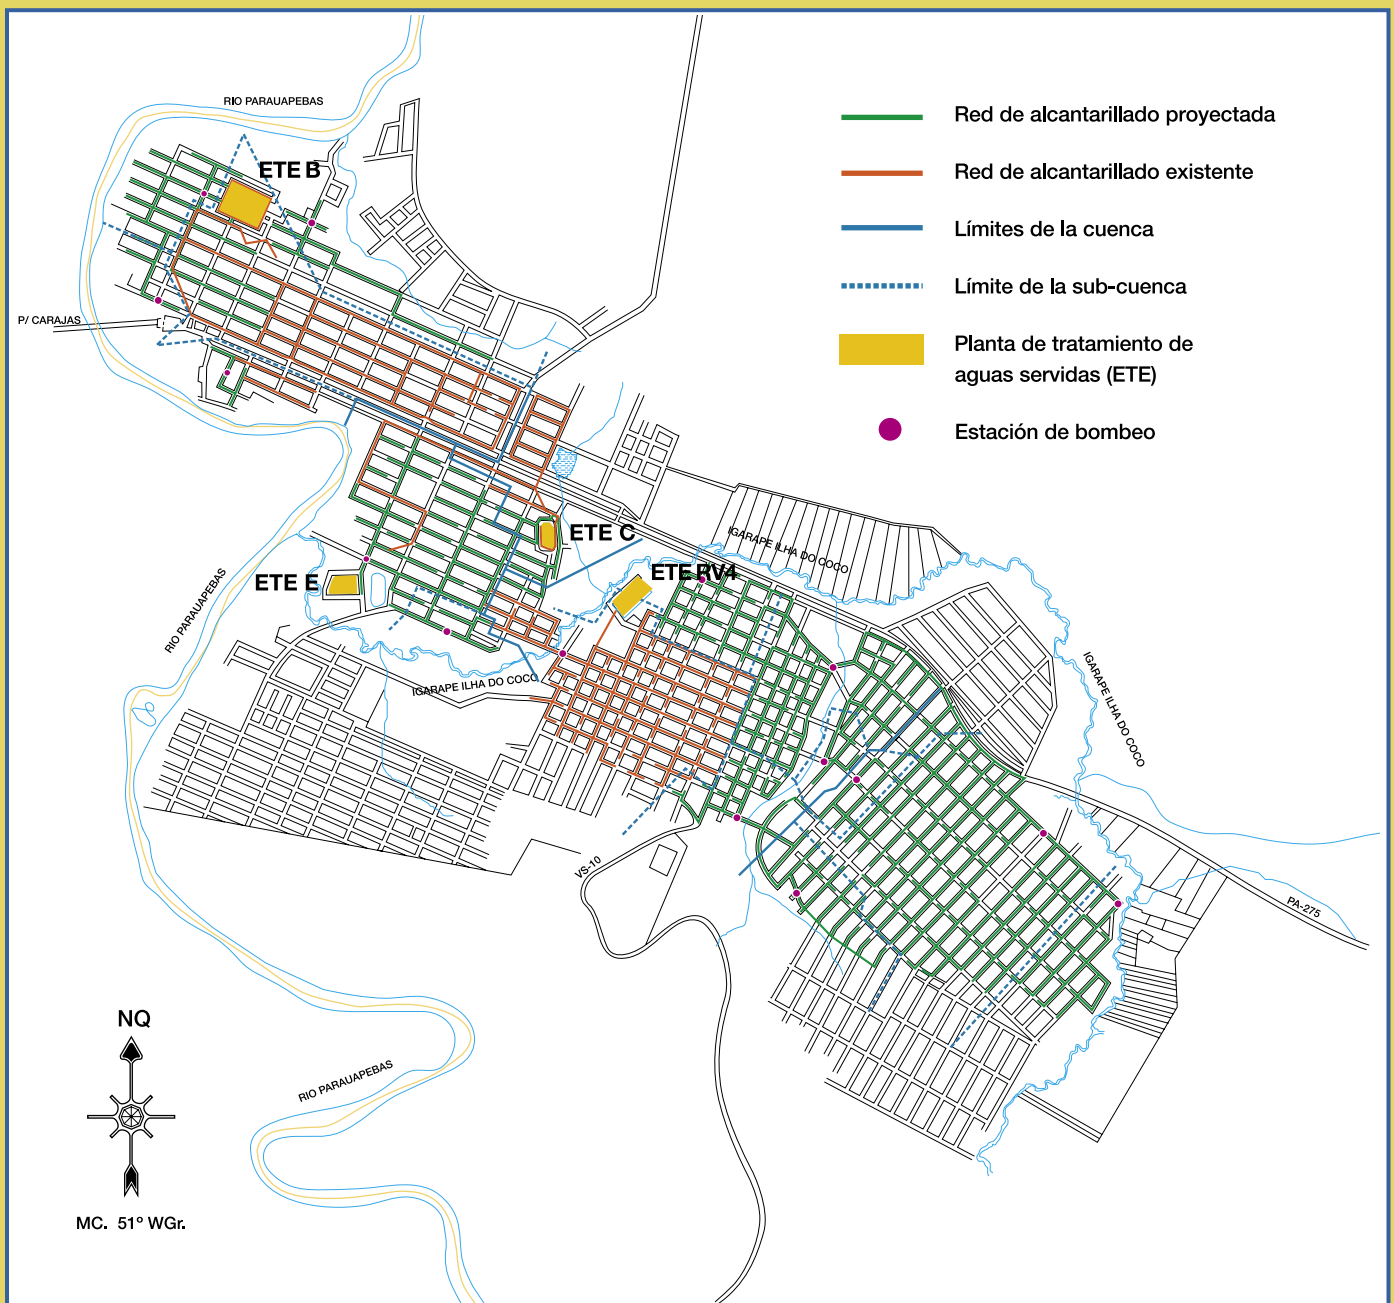 RIO PARAUAPEBAS
ETE B
P/ CARAJAS
Red de alcantarillado proyectada
Red de alcantarillado existente
Límites de la cuenca
Límite de la sub-cuenca
Planta de tratamiento de
aguas servidas (ETE)
Estación de bombeo
ETE C
IGARAPE ILHA DO COCO
ETE RV4
ETE E
RIO PARAUAPEBAS
IGARAPE ILHA DO COCO
IGARAPE ILHA DO COCO
VS-10
PA-275
NQ
RIO PARAUAPEBAS
MC. 51º WGr.